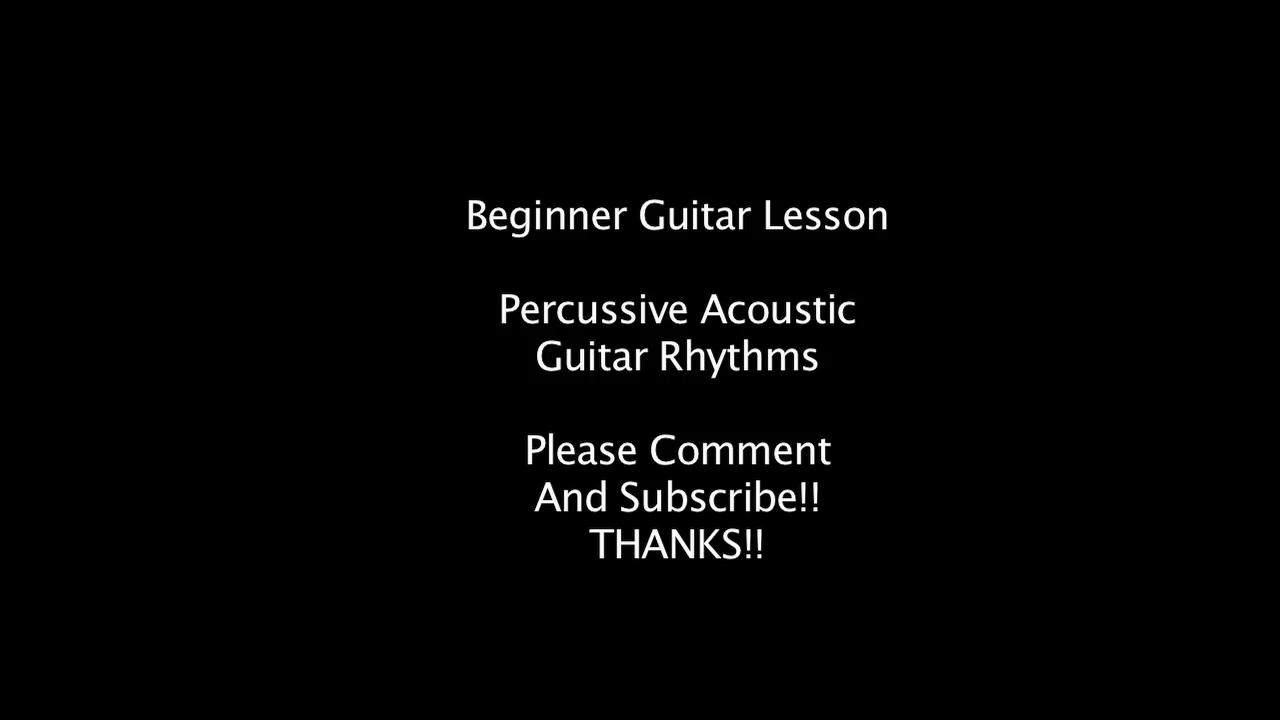 Beginner Guitar Lesson
Percussive Acoustic
Guitar Rhythms
Please Comment
And Subscribe!!
THANKS!!